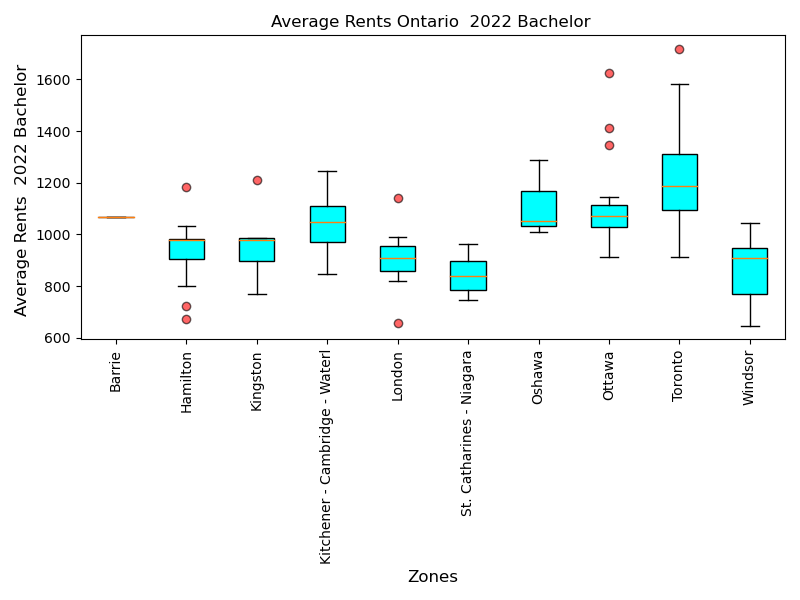 Average Rents Ontario  2022 Bachelor
Average Rents  2022 Bachelor
1600
1400
1200
1000
800
600
Barrie
Hamilton
Kingston
Kitchener - Cambridge - Waterl
London
St. Catharines - Niagara
Oshawa
Ottawa
Toronto
Windsor
Zones